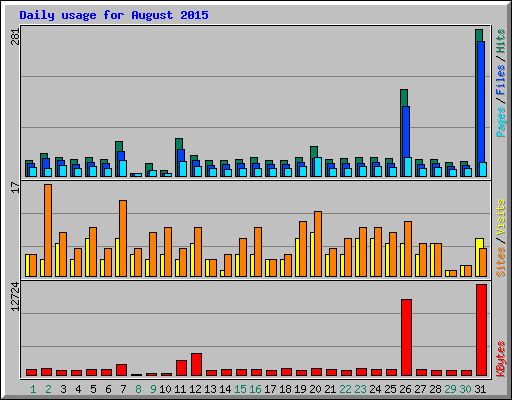 Daily usage for August 2015
281
Pages / Files / Hits
17
Sites / Visits
12724
KBytes
1 2 3 4 5 6 7 8 9 10 11 12 13 14 15 16 17 18 19 20 21 22 23 24 25 26 27 28 29 30 31